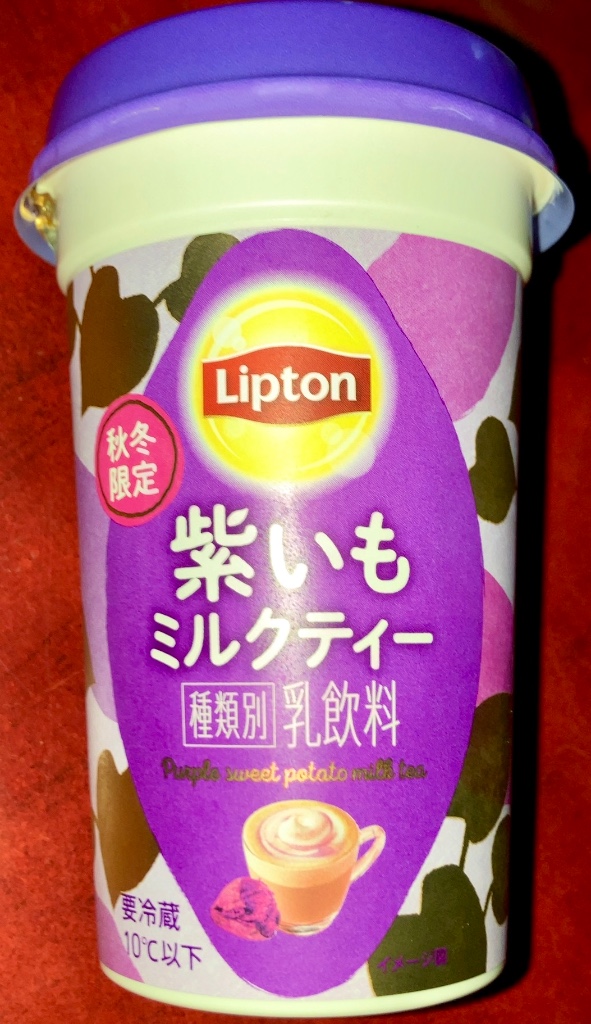 Lipton
秋冬
限定
紫いも
ミルクティー
種類別 乳飲料
Purple sweet potato milk tea
要冷蔵
10℃以下
イメージ図